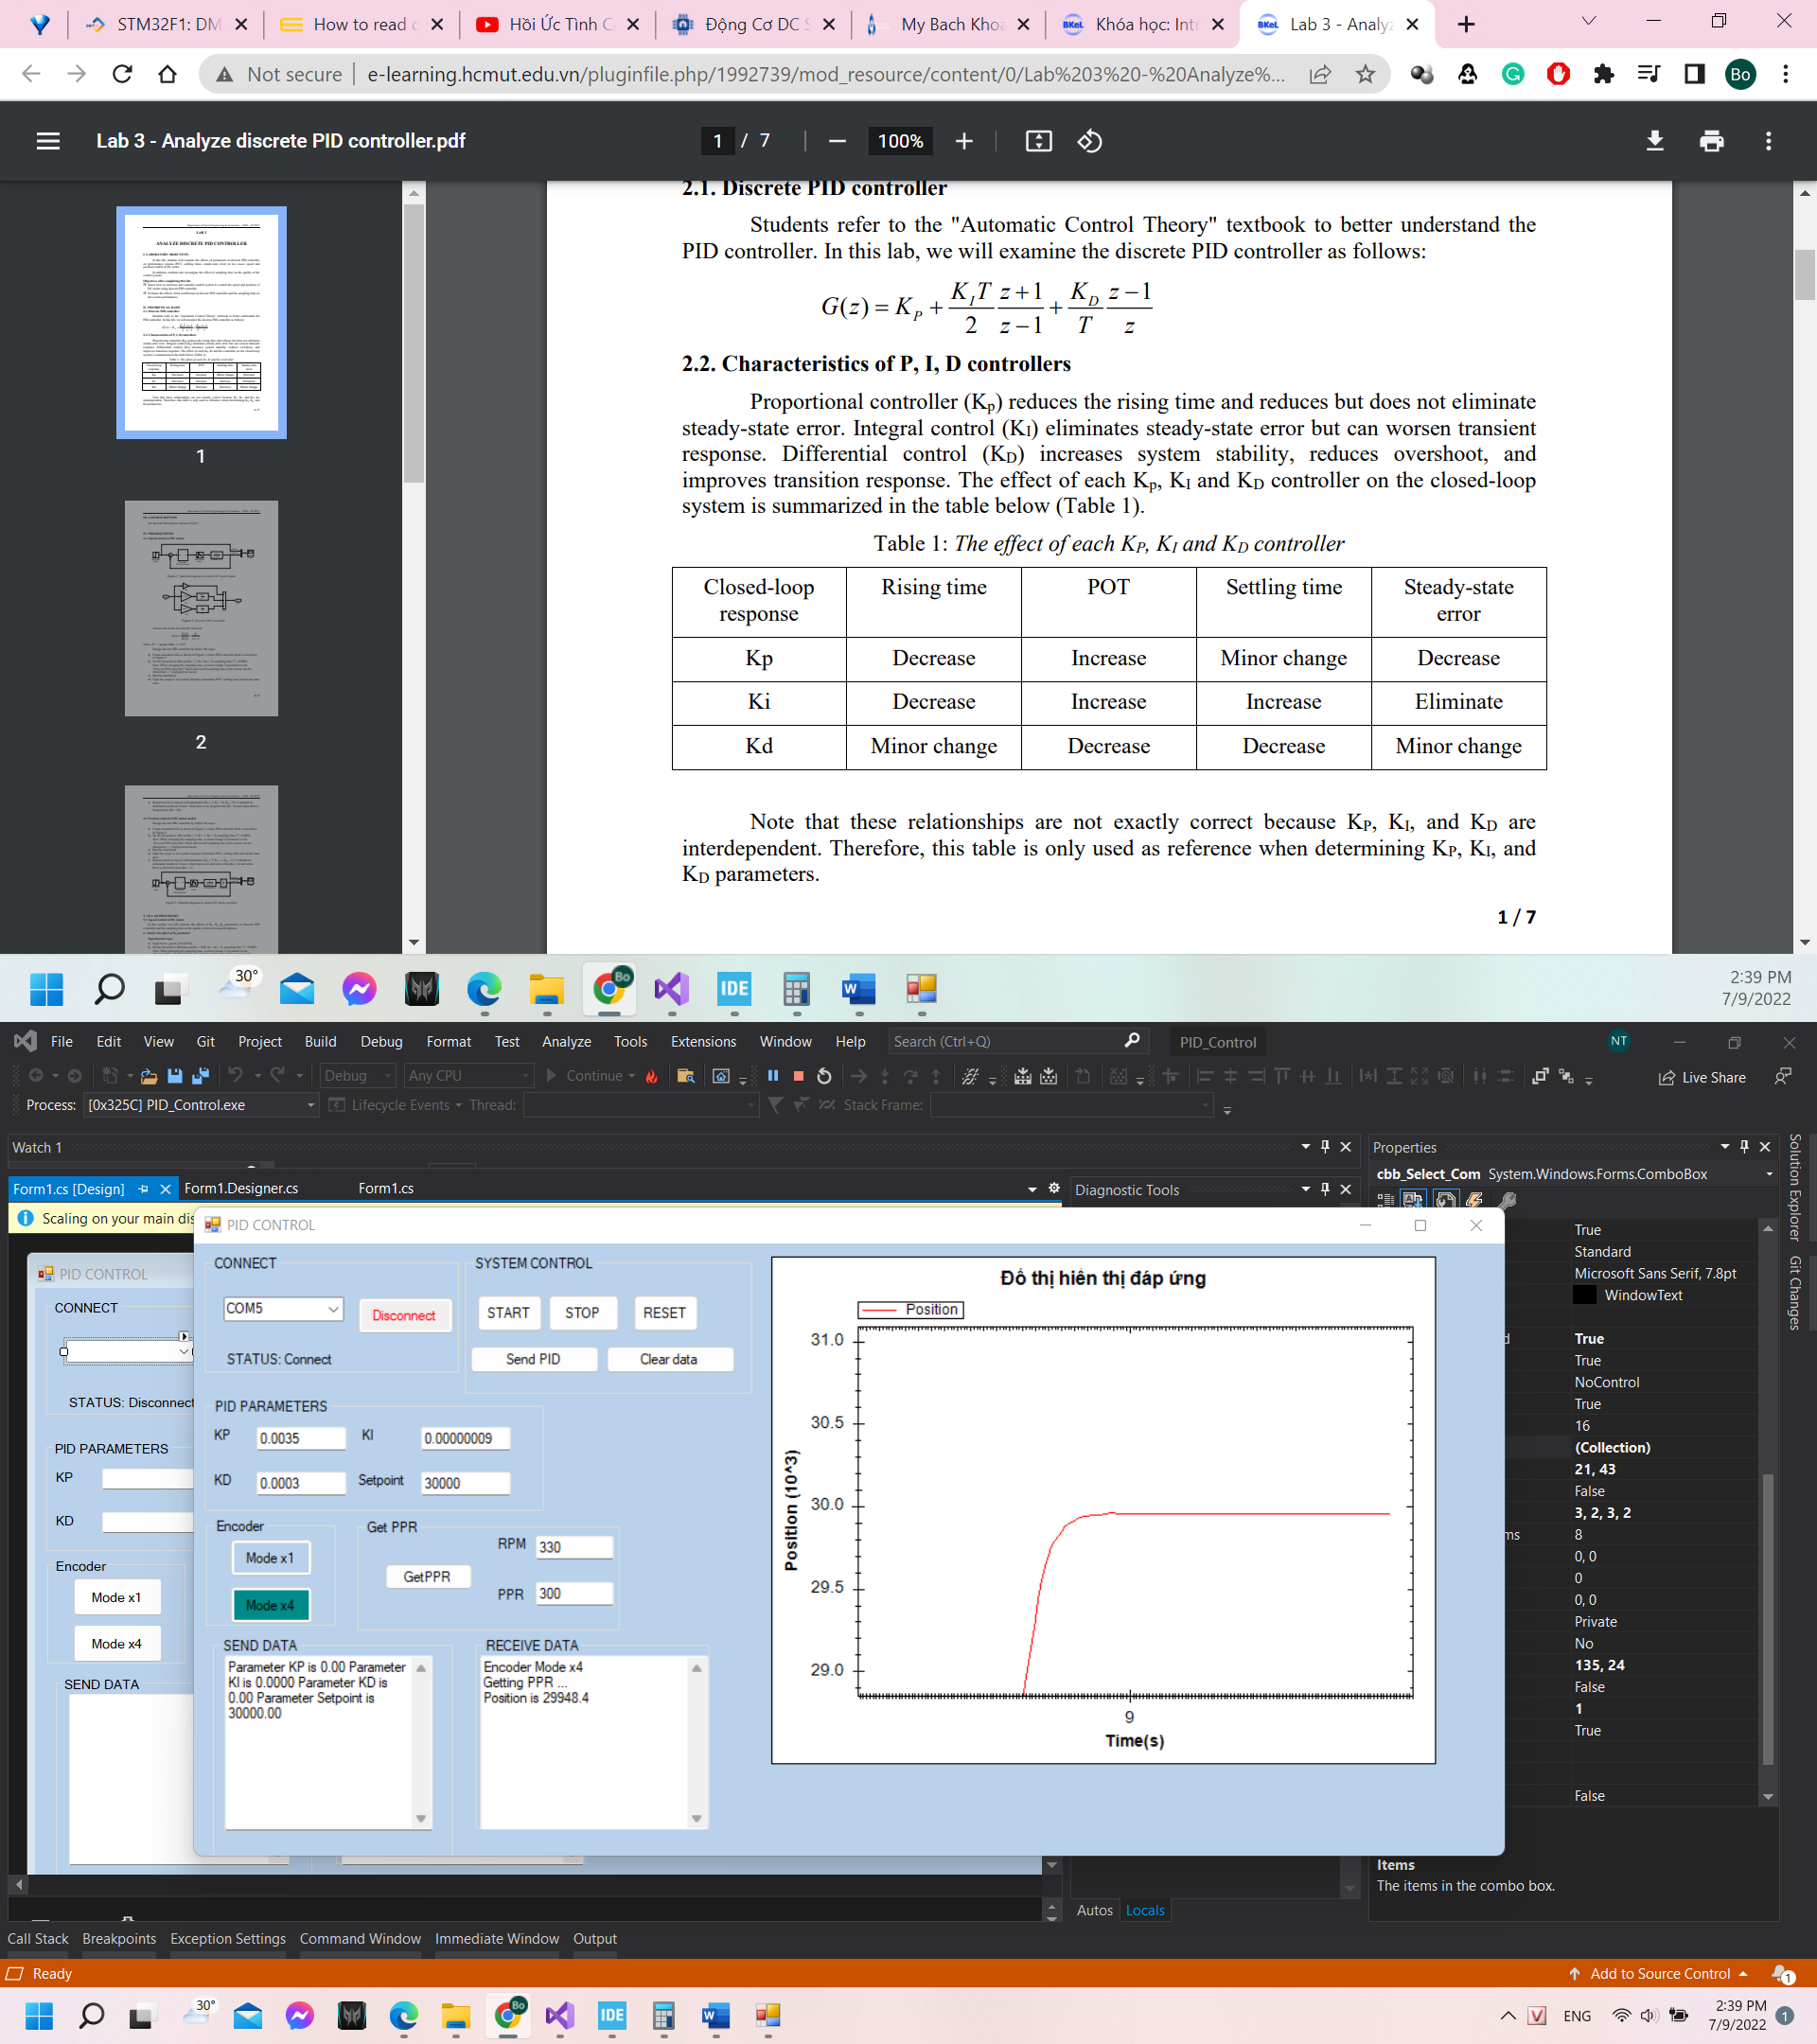 STM32F1: DM
How to read c
Hồi Ức Tình C
Động Cơ DC S
My Bach Khoa
Khóa học: Intr
Lab 3 - Analyz
Not secure
e-learning.hcmut.edu.vn/pluginfile.php/1992739/mod_resource/content/0/Lab%203%20-%20Analyze%...
Bo
Lab 3 - Analyze discrete PID controller.pdf
1 / 7
100%
1
2
2.1. Discrete PID controller
Students refer to the "Automatic Control Theory" textbook to better understand the
PID controller. In this lab, we will examine the discrete PID controller as follows:
G(z) = K_P + K_I T/2 z+1/z−1 + K_D/T z−1/z
2.2. Characteristics of P, I, D controllers
Proportional controller (Kp) reduces the rising time and reduces but does not eliminate
steady-state error. Integral control (KI) eliminates steady-state error but can worsen transient
response. Differential control (KD) increases system stability, reduces overshoot, and
improves transition response. The effect of each Kp, KI and KD controller on the closed-loop
system is summarized in the table below (Table 1).
Table 1: The effect of each KP, KI and KD controller
Closed-loop response Rising time POT Settling time Steady-state error
Kp Decrease Increase Minor change Decrease
Ki Decrease Increase Increase Eliminate
Kd Minor change Decrease Decrease Minor change
Note that these relationships are not exactly correct because KP, KI, and KD are
interdependent. Therefore, this table is only used as reference when determining KP, KI, and
KD parameters.
1 / 7
30°
Bo
IDE
2:39 PM
7/9/2022
File Edit View Git Project Build Debug Format Test Analyze Tools Extensions Window Help Search (Ctrl+Q) PID_Control NT
Debug Any CPU Continue Live Share
Process: [0x325C] PID_Control.exe Lifecycle Events Thread: Stack Frame:
Watch 1
Form1.cs [Design] Form1.Designer.cs Form1.cs
Diagnostic Tools
Scaling on your main dis
PID CONTROL
CONNECT
STATUS: Disconnect
PID PARAMETERS
KP
KD
Encoder
Mode x1
Mode x4
SEND DATA
PID CONTROL
CONNECT
COM5
Disconnect
STATUS: Connect
SYSTEM CONTROL
START STOP RESET
Send PID Clear data
PID PARAMETERS
KP 0.0035 KI 0.00000009
KD 0.0003 Setpoint 30000
Encoder
Mode x1
Mode x4
Get PPR
GetPPR
RPM 330
PPR 300
SEND DATA
Parameter KP is 0.00 Parameter
KI is 0.0000 Parameter KD is
0.00 Parameter Setpoint is
30000.00
RECEIVE DATA
Encoder Mode x4
Getting PPR ...
Position is 29948.4
Đồ thị hiển thị đáp ứng
Position
31.0
30.5
30.0
29.5
29.0
Position (10^3)
9
Time(s)
Properties
cbb_Select_Com System.Windows.Forms.ComboBox
True
Standard
Microsoft Sans Serif, 7.8pt
WindowText
d True
True
NoControl
True
16
(Collection)
21, 43
False
3, 2, 3, 2
ms 8
0, 0
0
0, 0
Private
No
135, 24
False
1
True
False
Items
The items in the combo box.
Solution Explorer
Git Changes
Autos Locals
Call Stack Breakpoints Exception Settings Command Window Immediate Window Output
Ready
Add to Source Control
1
30°
Bo
IDE
ENG
2:39 PM
7/9/2022
1